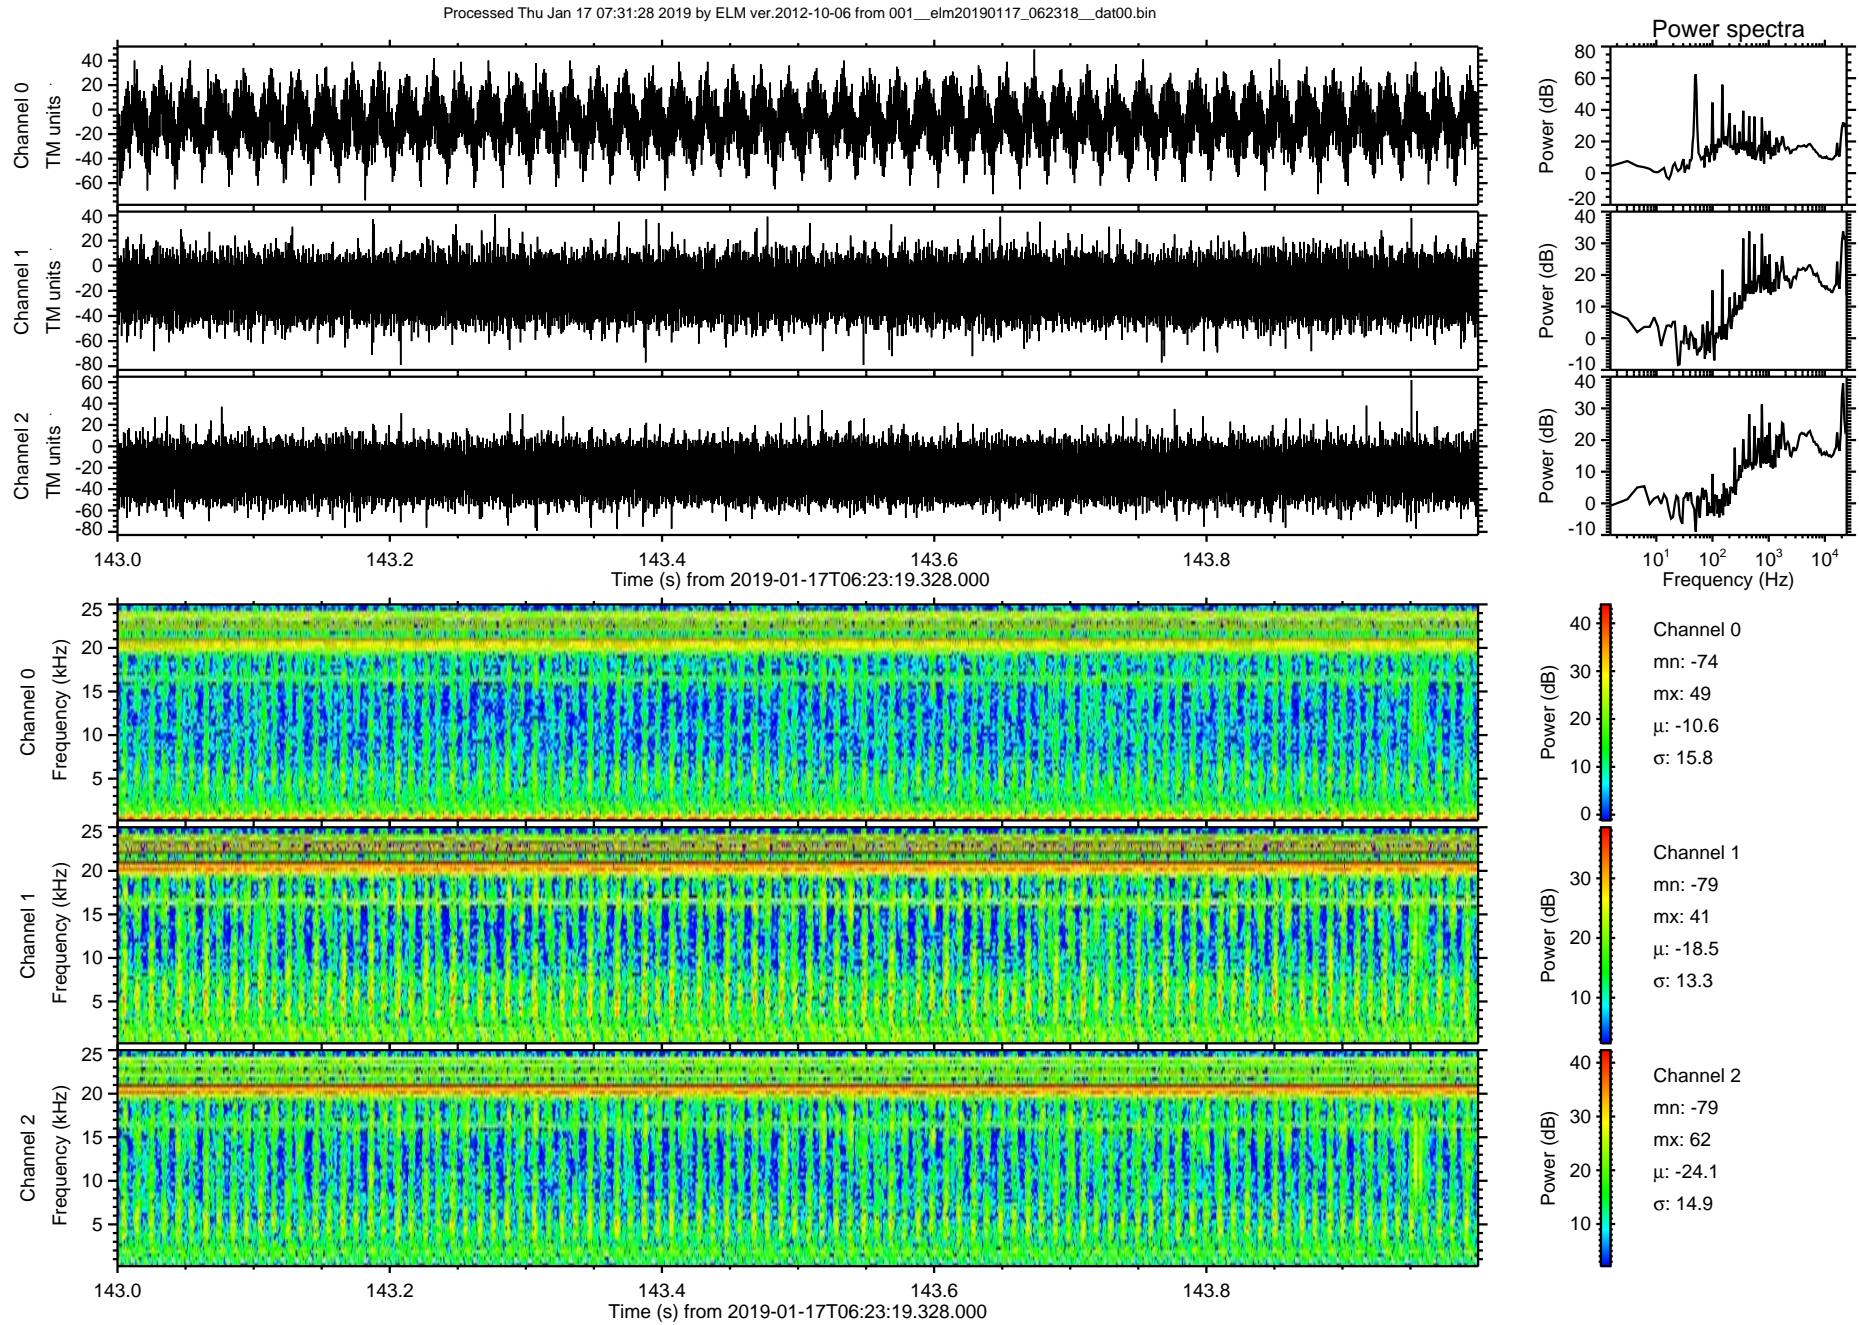 Processed Thu Jan 17 07:31:28 2019 by ELM ver.2012-10-06 from 001__elm20190117_062318__dat00.bin
Power spectra
Channel 0
TM units
40
20
0
-20
-40
-60
Power (dB)
80
60
40
20
0
-20
Channel 1
TM units
40
20
0
-20
-40
-60
-80
Power (dB)
40
30
20
10
0
-10
Channel 2
TM units
60
40
20
0
-20
-40
-60
-80
Power (dB)
40
30
20
10
0
-10
143.0 143.2 143.4 143.6 143.8
Time (s) from 2019-01-17T06:23:19.328.000
10^1 10^2 10^3 10^4
Frequency (Hz)
Channel 0
Frequency (kHz)
25
20
15
10
5
Power (dB)
40
30
20
10
0
Channel 0
mn: -74
mx: 49
μ: -10.6
σ: 15.8
Channel 1
Frequency (kHz)
25
20
15
10
5
Power (dB)
30
20
10
Channel 1
mn: -79
mx: 41
μ: -18.5
σ: 13.3
Channel 2
Frequency (kHz)
25
20
15
10
5
Power (dB)
40
30
20
10
Channel 2
mn: -79
mx: 62
μ: -24.1
σ: 14.9
143.0 143.2 143.4 143.6 143.8
Time (s) from 2019-01-17T06:23:19.328.000